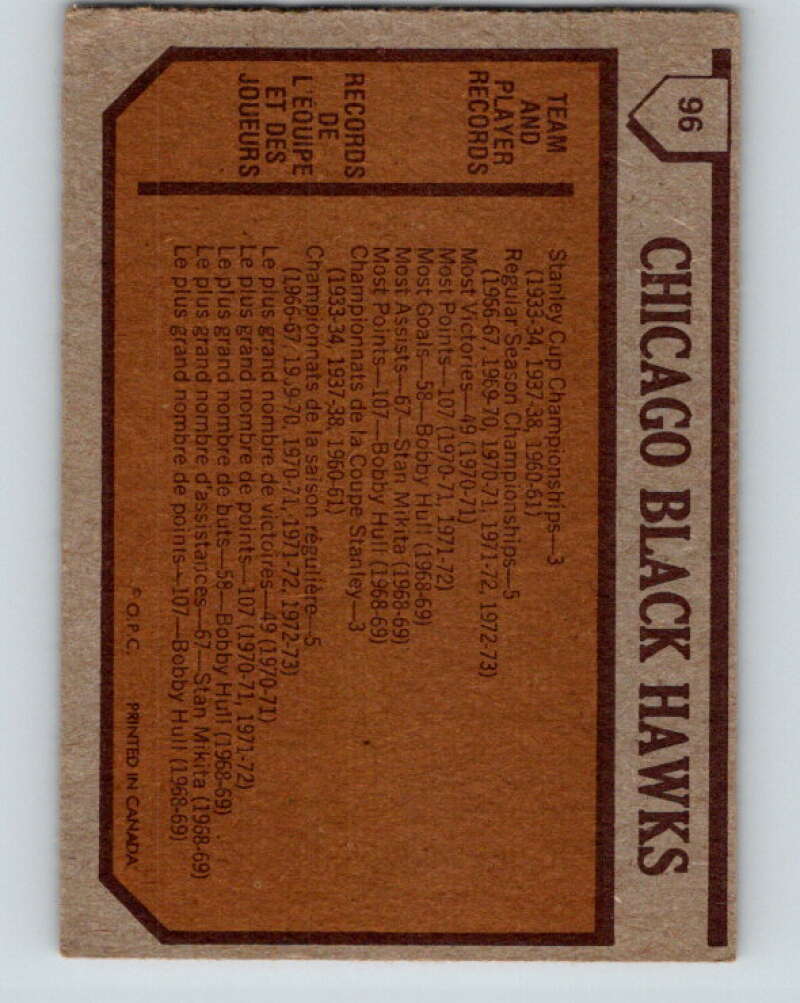 96
CHICAGO BLACK HAWKS
TEAM
AND
PLAYER
RECORDS
Stanley Cup Championships—3
(1933-34, 1937-38, 1960-61)
Regular Season Championships—5
(1966-67, 1969-70, 1970-71, 1971-72, 1972-73)
Most Victories—49 (1970-71)
Most Points—107 (1970-71, 1971-72)
Most Goals—58—Bobby Hull (1968-69)
Most Assists—67—Stan Mikita (1968-69)
Most Points—107—Bobby Hull (1968-69)
RECORDS
DE
L'ÉQUIPE
ET DES
JOUEURS
Championnats de la Coupe Stanley—3
(1933-34, 1937-38, 1960-61)
Championnats de la saison régulière—5
(1966-67, 1969-70, 1970-71, 1971-72, 1972-73)
Le plus grand nombre de victoires—49 (1970-71)
Le plus grand nombre de points—107 (1970-71, 1971-72)
Le plus grand nombre de buts—58—Bobby Hull (1968-69)
Le plus grand nombre d'assistances—67—Stan Mikita (1968-69)
Le plus grand nombre de points—107—Bobby Hull (1968-69)
© O.P.C. PRINTED IN CANADA